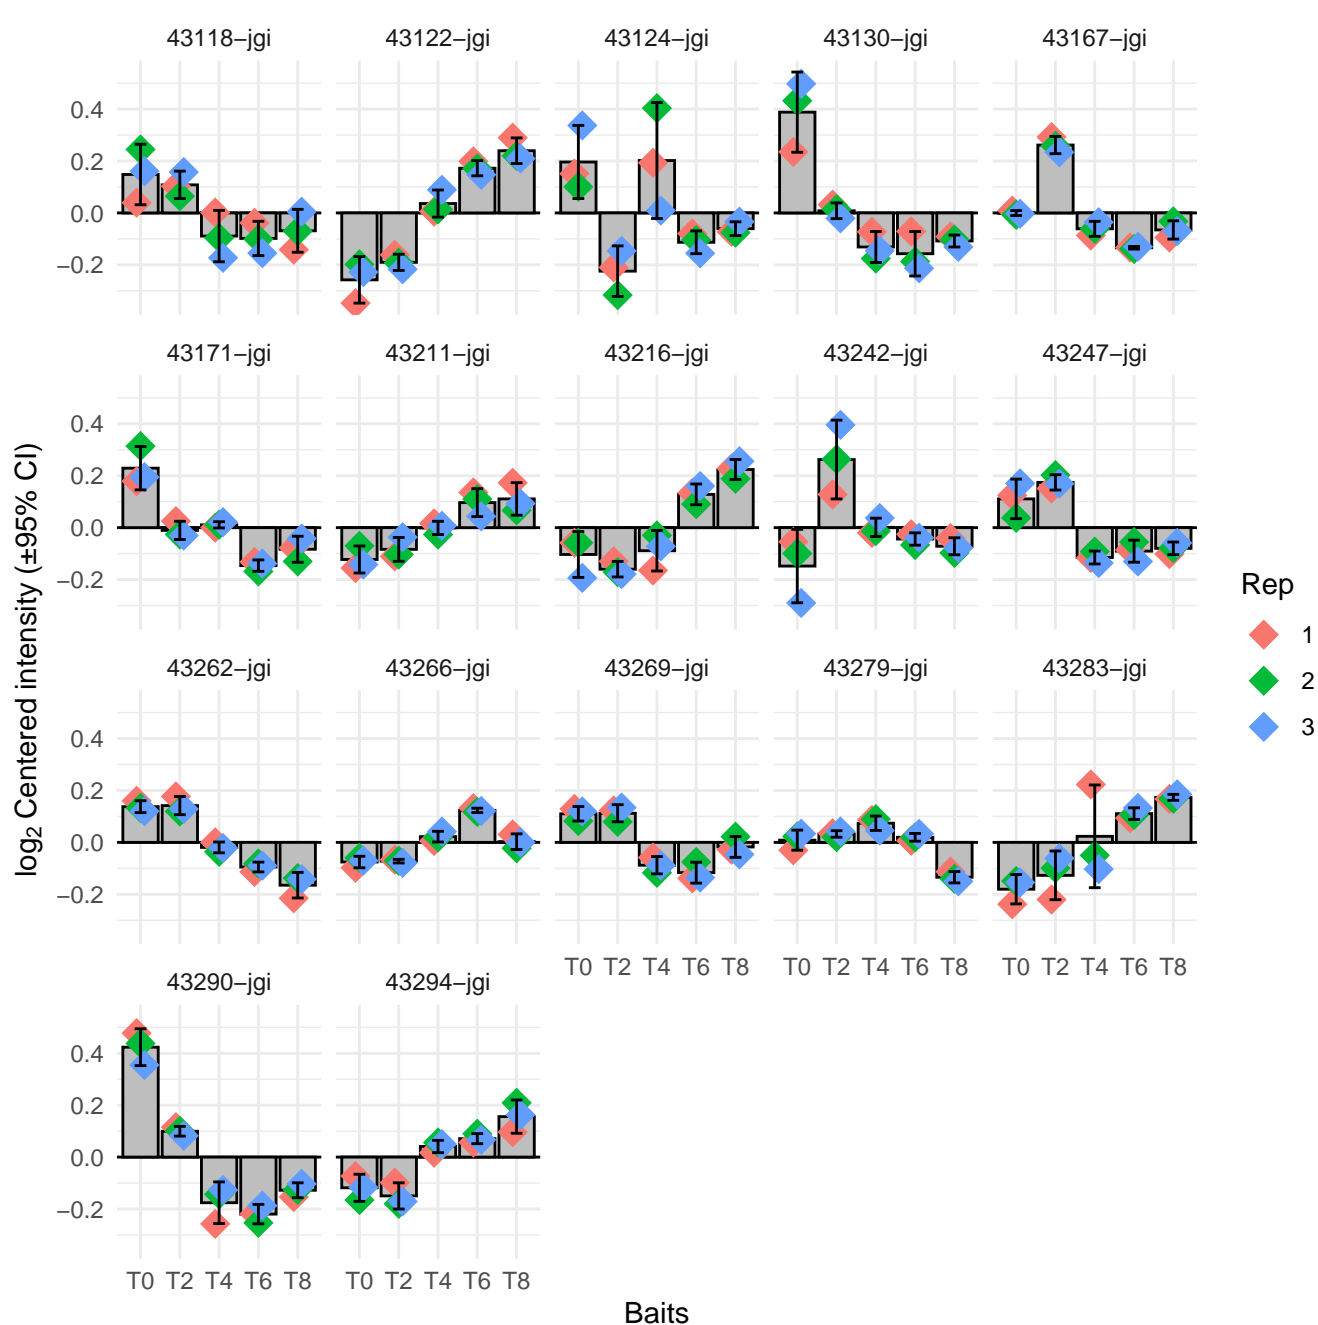 43118–jgi 43122–jgi 43124–jgi 43130–jgi 43167–jgi
0.4
0.2
0.0
−0.2
43171–jgi 43211–jgi 43216–jgi 43242–jgi 43247–jgi
0.4
0.2
0.0
−0.2
43262–jgi 43266–jgi 43269–jgi 43279–jgi 43283–jgi
0.4
0.2
0.0
−0.2
T0 T2 T4 T6 T8 T0 T2 T4 T6 T8 T0 T2 T4 T6 T8
43290–jgi 43294–jgi
0.4
0.2
0.0
−0.2
T0 T2 T4 T6 T8 T0 T2 T4 T6 T8
Baits
log2 Centered intensity (±95% CI)
Rep
1
2
3